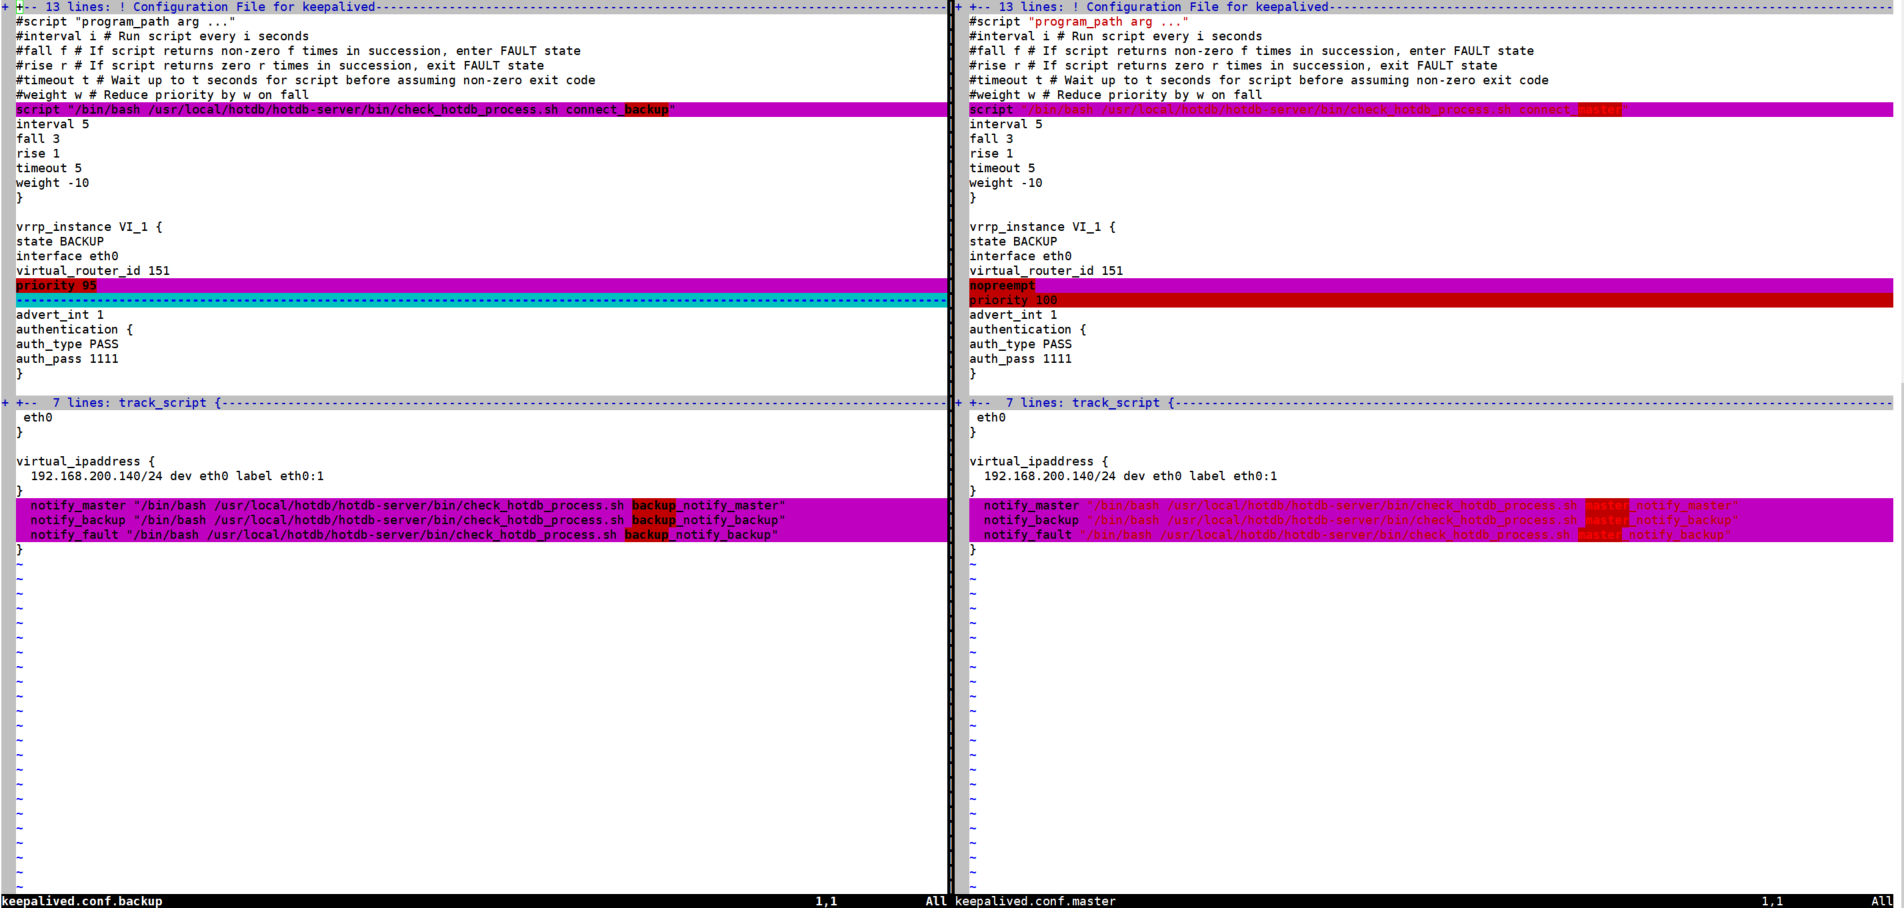 + +-- 13 lines: ! Configuration File for keepalived
#script "program_path arg ..."
#interval i # Run script every i seconds
#fall f # If script returns non-zero f times in succession, enter FAULT state
#rise r # If script returns zero r times in succession, exit FAULT state
#timeout t # Wait up to t seconds for script before assuming non-zero exit code
#weight w # Reduce priority by w on fall
script "/bin/bash /usr/local/hotdb/hotdb-server/bin/check_hotdb_process.sh connect_backup"
interval 5
fall 3
rise 1
timeout 5
weight -10
}
vrrp_instance VI_1 {
state BACKUP
interface eth0
virtual_router_id 151
priority 95
advert_int 1
authentication {
auth_type PASS
auth_pass 1111
}
+ +-- 7 lines: track_script {
eth0
}
virtual_ipaddress {
192.168.200.140/24 dev eth0 label eth0:1
}
notify_master "/bin/bash /usr/local/hotdb/hotdb-server/bin/check_hotdb_process.sh backup_notify_master"
notify_backup "/bin/bash /usr/local/hotdb/hotdb-server/bin/check_hotdb_process.sh backup_notify_backup"
notify_fault "/bin/bash /usr/local/hotdb/hotdb-server/bin/check_hotdb_process.sh backup_notify_backup"
}
keepalived.conf.backup 1,1 All
+ +-- 13 lines: ! Configuration File for keepalived
#script "program_path arg ..."
#interval i # Run script every i seconds
#fall f # If script returns non-zero f times in succession, enter FAULT state
#rise r # If script returns zero r times in succession, exit FAULT state
#timeout t # Wait up to t seconds for script before assuming non-zero exit code
#weight w # Reduce priority by w on fall
script "/bin/bash /usr/local/hotdb/hotdb-server/bin/check_hotdb_process.sh connect_master"
interval 5
fall 3
rise 1
timeout 5
weight -10
}
vrrp_instance VI_1 {
state BACKUP
interface eth0
virtual_router_id 151
nopreempt
priority 100
advert_int 1
authentication {
auth_type PASS
auth_pass 1111
}
+ +-- 7 lines: track_script {
eth0
}
virtual_ipaddress {
192.168.200.140/24 dev eth0 label eth0:1
}
notify_master "/bin/bash /usr/local/hotdb/hotdb-server/bin/check_hotdb_process.sh master_notify_master"
notify_backup "/bin/bash /usr/local/hotdb/hotdb-server/bin/check_hotdb_process.sh master_notify_backup"
notify_fault "/bin/bash /usr/local/hotdb/hotdb-server/bin/check_hotdb_process.sh master_notify_backup"
}
keepalived.conf.master 1,1 All